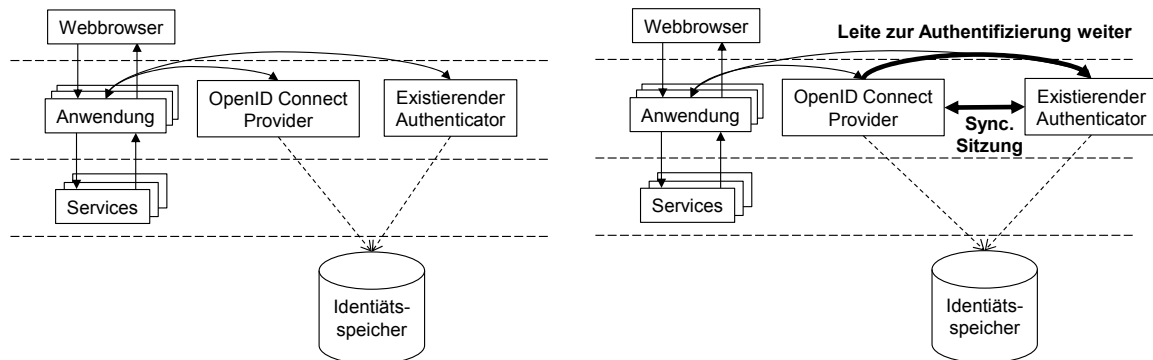 Webbrowser
Anwendung
OpenID Connect
Provider
Existierender
Authenticator
Services
Identiäts-
speicher
Webbrowser
Leite zur Authentifizierung weiter
Anwendung
OpenID Connect
Provider
Sync.
Sitzung
Existierender
Authenticator
Services
Identiäts-
speicher